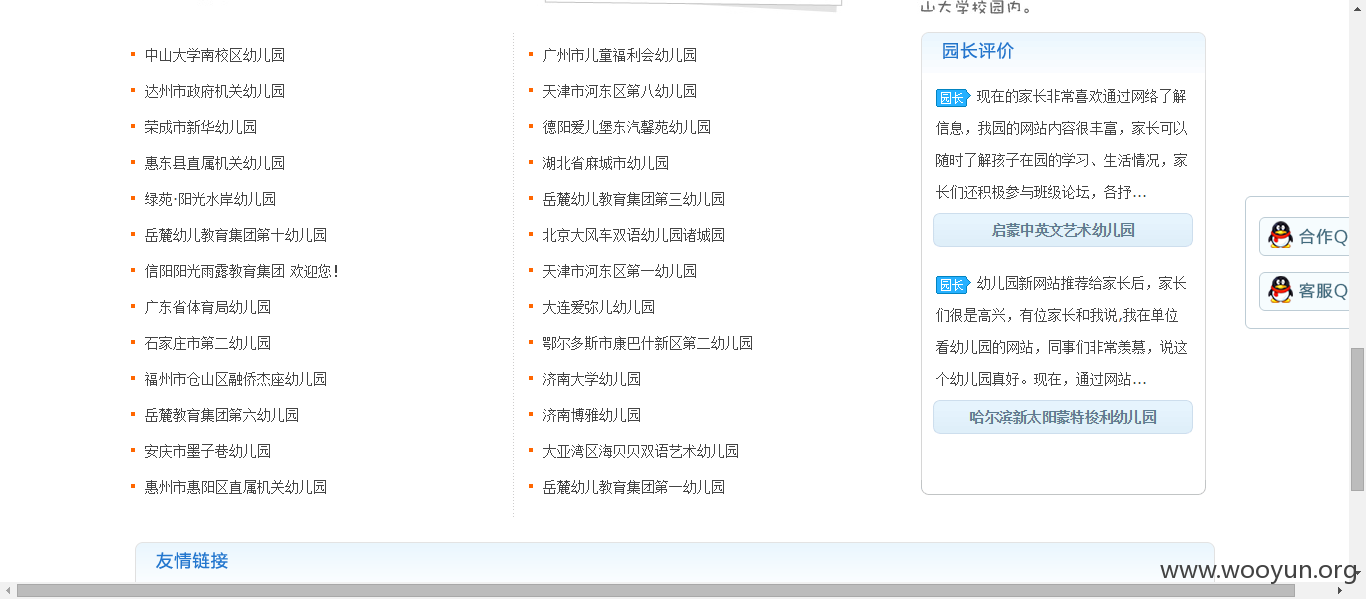 山大学校园内。
中山大学南校区幼儿园
达州市政府机关幼儿园
荣成市新华幼儿园
惠东县直属机关幼儿园
绿苑·阳光水岸幼儿园
岳麓幼儿教育集团第十幼儿园
信阳阳光雨露教育集团 欢迎您!
广东省体育局幼儿园
石家庄市第二幼儿园
福州市仓山区融侨杰座幼儿园
岳麓教育集团第六幼儿园
安庆市墨子巷幼儿园
惠州市惠阳区直属机关幼儿园
广州市儿童福利会幼儿园
天津市河东区第八幼儿园
德阳爱儿堡东汽馨苑幼儿园
湖北省麻城市幼儿园
岳麓幼儿教育集团第三幼儿园
北京大风车双语幼儿园诸城园
天津市河东区第一幼儿园
大连爱弥儿幼儿园
鄂尔多斯市康巴什新区第二幼儿园
济南大学幼儿园
济南博雅幼儿园
大亚湾区海贝贝双语艺术幼儿园
岳麓幼儿教育集团第一幼儿园
园长评价
园长 现在的家长非常喜欢通过网络了解
信息，我园的网站内容很丰富，家长可以
随时了解孩子在园的学习、生活情况，家
长们还积极参与班级论坛，各抒...
启蒙中英文艺术幼儿园
园长 幼儿园新网站推荐给家长后，家长
们很是高兴，有位家长和我说,我在单位
看幼儿园的网站，同事们非常羡慕，说这
个幼儿园真好。现在，通过网站...
哈尔滨新太阳蒙特梭利幼儿园
合作Q
客服Q
友情链接
www.wooyun.org